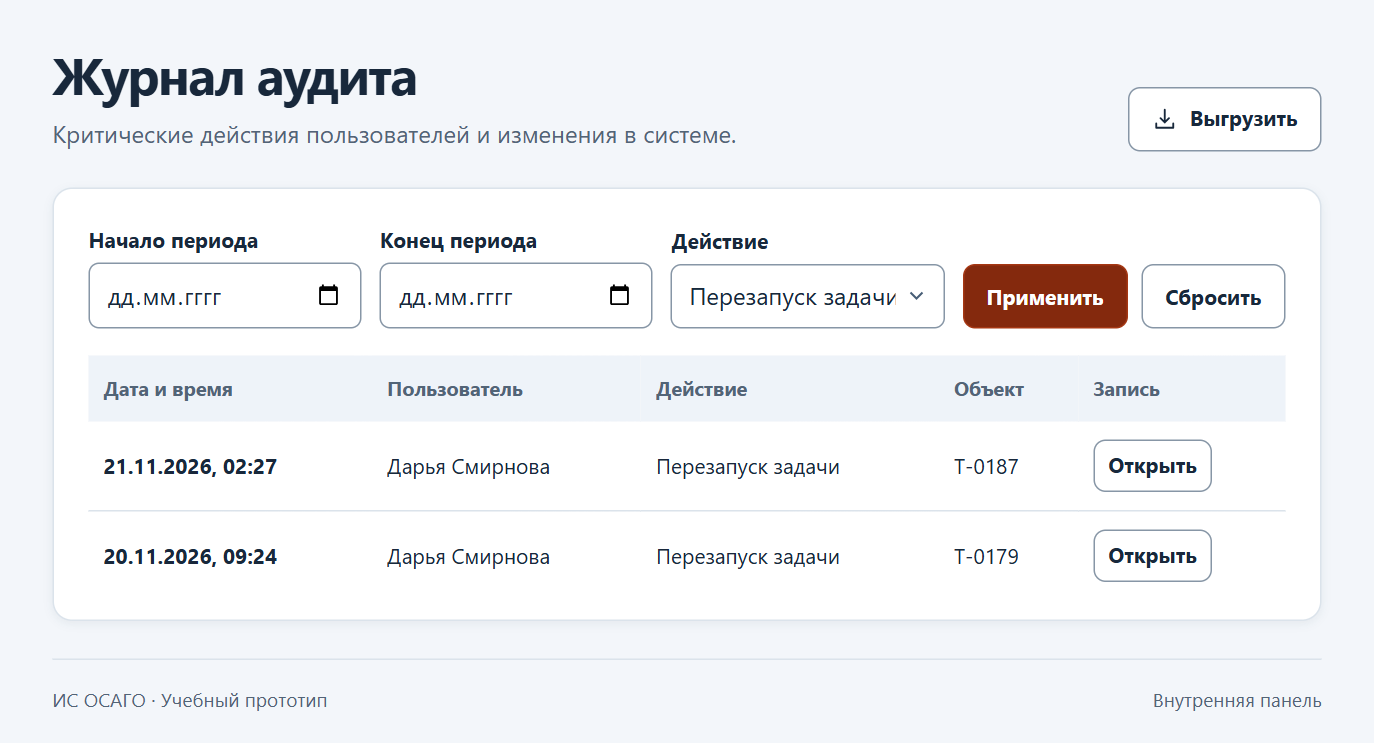 Журнал аудита
Критические действия пользователей и изменения в системе.
Выгрузить
Начало периода
Конец периода
Действие
дд.мм.гггг
дд.мм.гггг
Перезапуск задачи
Применить
Сбросить
Дата и время Пользователь Действие Объект Запись
21.11.2026, 02:27 Дарья Смирнова Перезапуск задачи T-0187 Открыть
20.11.2026, 09:24 Дарья Смирнова Перезапуск задачи T-0179 Открыть
ИС ОСАГО · Учебный прототип
Внутренняя панель